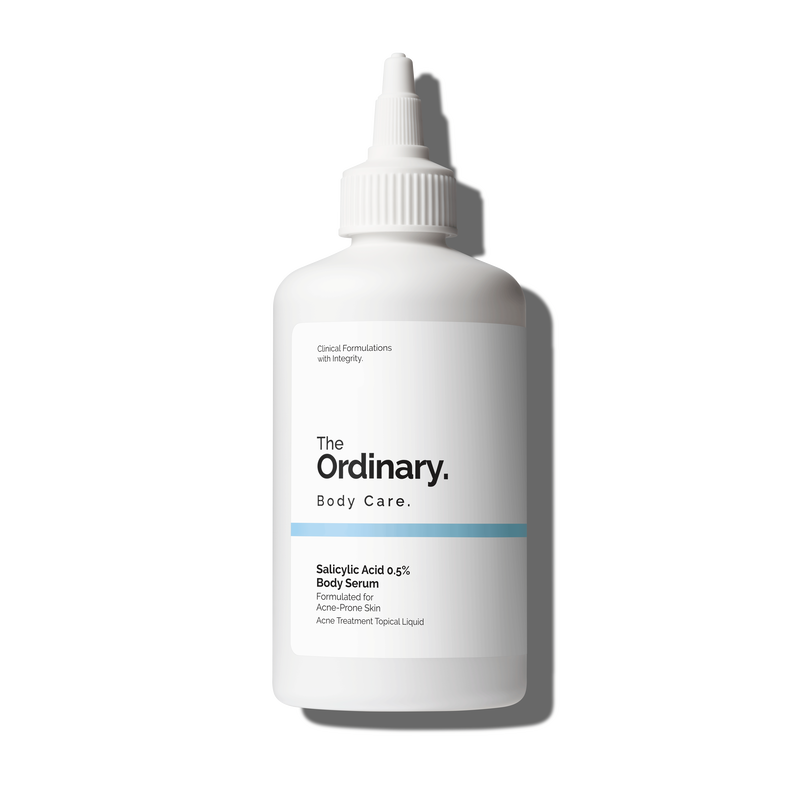 Clinical Formulations
with Integrity.
The
Ordinary.
Body Care.
Salicylic Acid 0.5%
Body Serum
Formulated for
Acne-Prone Skin
Acne Treatment Topical Liquid